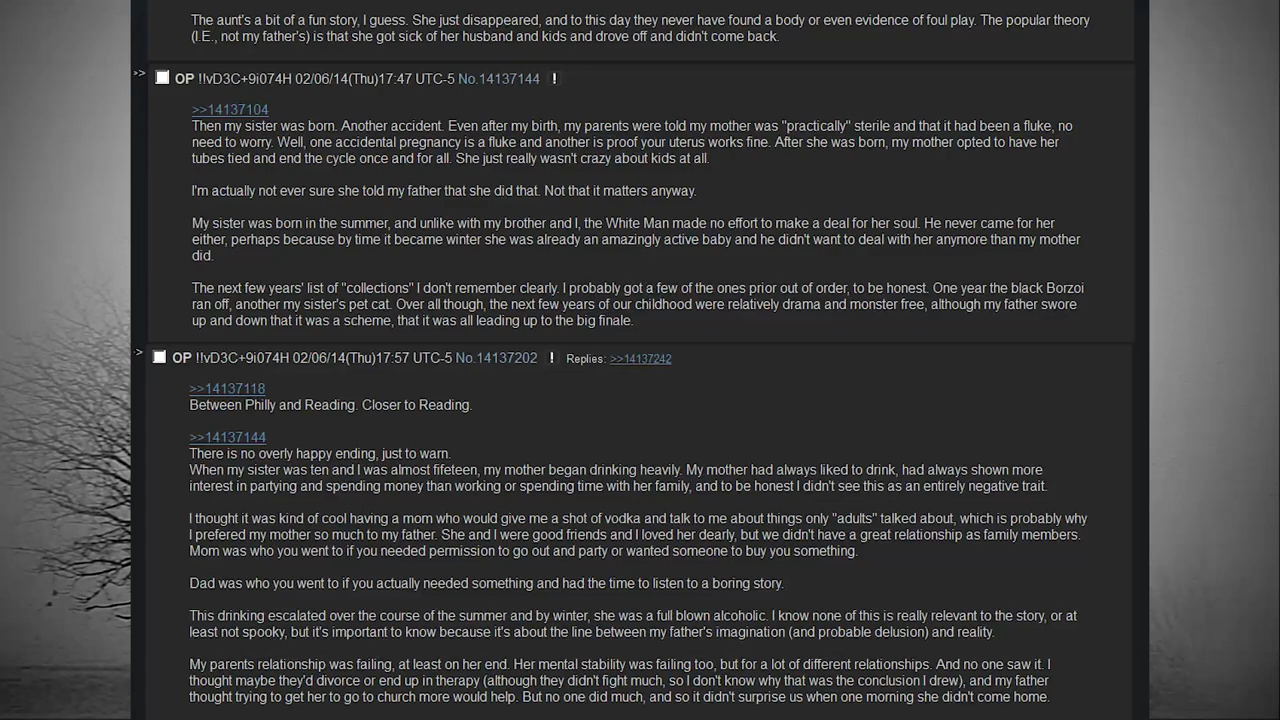 The aunt's a bit of a fun story, I guess. She just disappeared, and to this day they never have found a body or even evidence of foul play. The popular theory
(I.E., not my father's) is that she got sick of her husband and kids and drove off and didn't come back.
>> OP !!lvD3C+9i074H 02/06/14(Thu)17:47 UTC-5 No.14137144 !
>>14137104
Then my sister was born. Another accident. Even after my birth, my parents were told my mother was "practically" sterile and that it had been a fluke, no
need to worry. Well, one accidental pregnancy is a fluke and another is proof your uterus works fine. After she was born, my mother opted to have her
tubes tied and end the cycle once and for all. She just really wasn't crazy about kids at all.
I'm actually not ever sure she told my father that she did that. Not that it matters anyway.
My sister was born in the summer, and unlike with my brother and I, the White Man made no effort to make a deal for her soul. He never came for her
either, perhaps because by time it became winter she was already an amazingly active baby and he didn't want to deal with her anymore than my mother
did.
The next few years' list of "collections" I don't remember clearly. I probably got a few of the ones prior out of order, to be honest. One year the black Borzoi
ran off, another my sister's pet cat. Over all though, the next few years of our childhood were relatively drama and monster free, although my father swore
up and down that it was a scheme, that it was all leading up to the big finale.
> OP !!lvD3C+9i074H 02/06/14(Thu)17:57 UTC-5 No.14137202 ! Replies: >>14137242
>>14137118
Between Philly and Reading. Closer to Reading.
>>14137144
There is no overly happy ending, just to warn.
When my sister was ten and I was almost fifeteen, my mother began drinking heavily. My mother had always liked to drink, had always shown more
interest in partying and spending money than working or spending time with her family, and to be honest I didn't see this as an entirely negative trait.
I thought it was kind of cool having a mom who would give me a shot of vodka and talk to me about things only "adults" talked about, which is probably why
I preferred my mother so much to my father. She and I were good friends and I loved her dearly, but we didn't have a great relationship as family members.
Mom was who you went to if you needed permission to go out and party or wanted someone to buy you something.
Dad was who you went to if you actually needed something and had the time to listen to a boring story.
This drinking escalated over the course of the summer and by winter, she was a full blown alcoholic. I know none of this is really relevant to the story, or at
least not spooky, but it's important to know because it's about the line between my father's imagination (and probable delusion) and reality.
My parents relationship was failing, at least on her end. Her mental stability was failing too, but for a lot of different relationships. And no one saw it. I
thought maybe they'd divorce or end up in therapy (although they didn't fight much, so I don't know why that was the conclusion I drew), and my father
thought trying to get her to go to church more would help. But no one did much, and so it didn't surprise us when one morning she didn't come home.